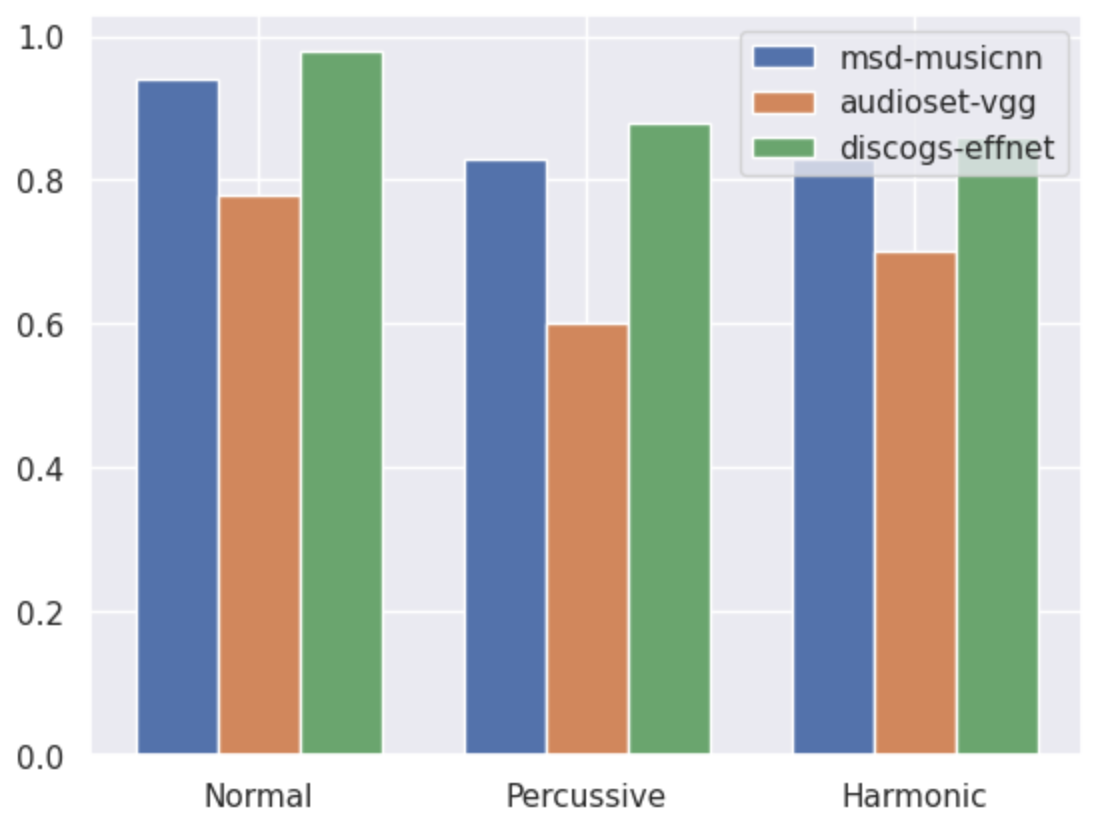 1.0
0.8
0.6
0.4
0.2
0.0
msd-musicnn
audioset-vgg
discogs-effnet
Normal
Percussive
Harmonic